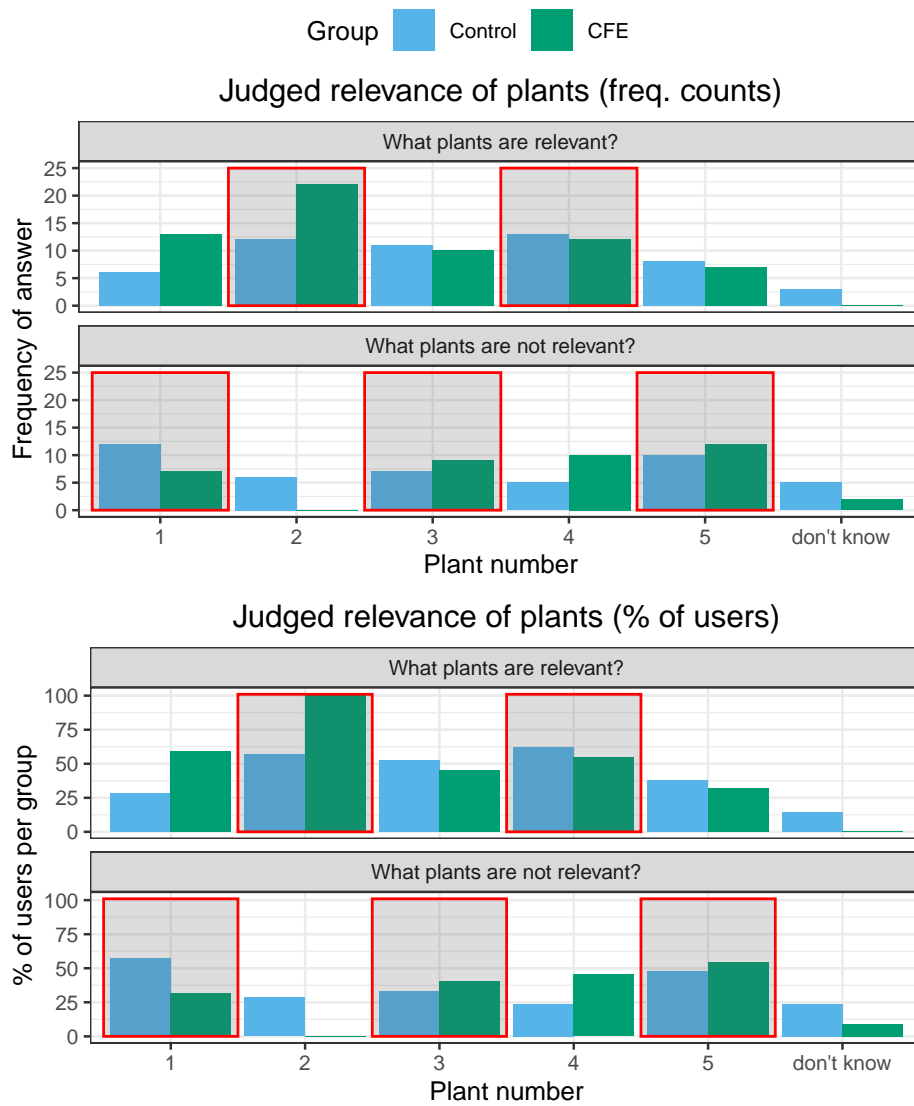 Group Control CFE
Judged relevance of plants (freq. counts)
What plants are relevant?
25
20
15
10
5
0
What plants are not relevant?
25
20
15
10
5
0
Frequency of answer
1 2 3 4 5 don't know
Plant number
Judged relevance of plants (% of users)
What plants are relevant?
100
75
50
25
0
What plants are not relevant?
100
75
50
25
0
% of users per group
1 2 3 4 5 don't know
Plant number